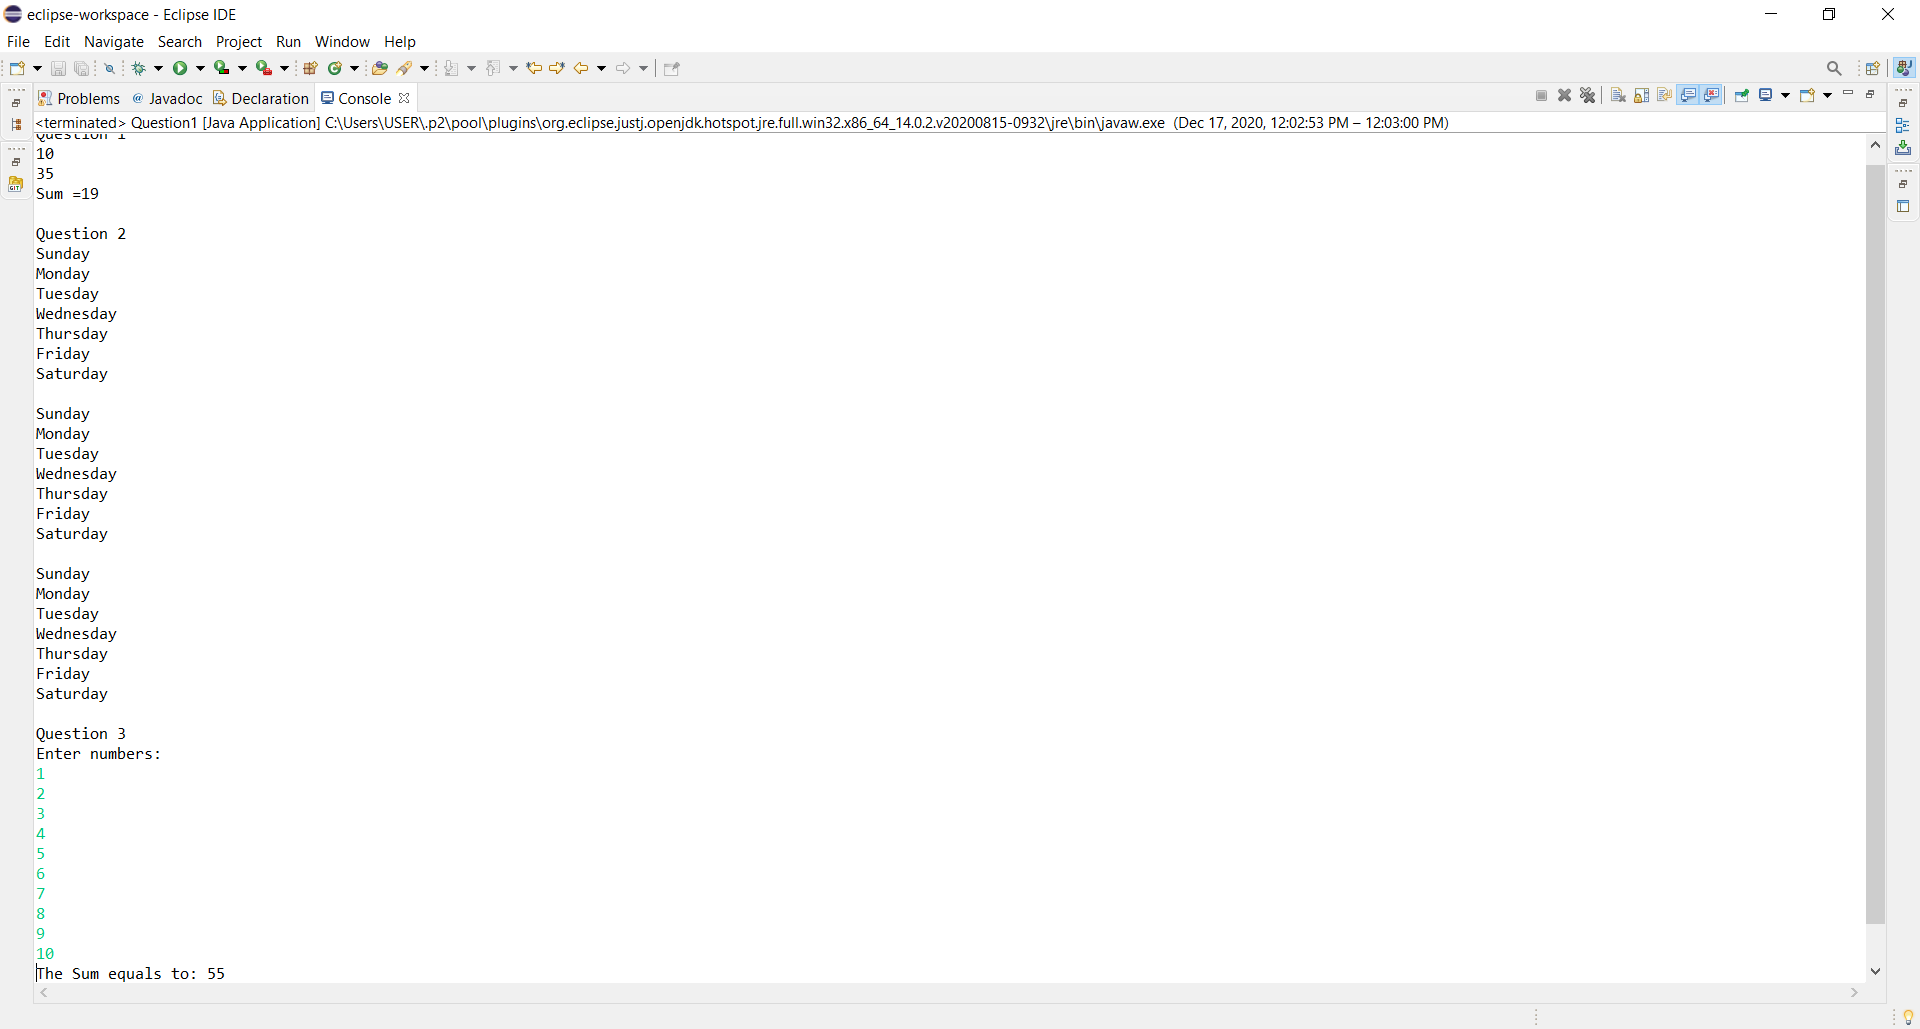 eclipse-workspace - Eclipse IDE
File Edit Navigate Search Project Run Window Help
Problems @ Javadoc Declaration Console
<terminated> Question1 [Java Application] C:\Users\USER\.p2\pool\plugins\org.eclipse.justj.openjdk.hotspot.jre.full.win32.x86_64_14.0.2.v20200815-0932\jre\bin\javaw.exe (Dec 17, 2020, 12:02:53 PM – 12:03:00 PM)
Question 1
10
35
Sum =19
Question 2
Sunday
Monday
Tuesday
Wednesday
Thursday
Friday
Saturday
Sunday
Monday
Tuesday
Wednesday
Thursday
Friday
Saturday
Sunday
Monday
Tuesday
Wednesday
Thursday
Friday
Saturday
Question 3
Enter numbers:
1
2
3
4
5
6
7
8
9
10
The Sum equals to: 55